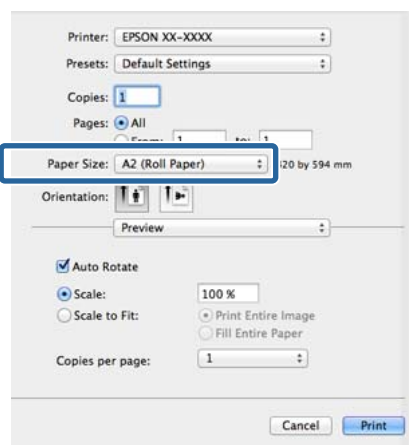 Printer: EPSON XX-XXXX
Presets: Default Settings
Copies: 1
Pages: All
1 to: 1
Paper Size: A2 (Roll Paper) 20 by 594 mm
Orientation:
Preview
Auto Rotate
Scale: 100 %
Scale to Fit: Print Entire Image
Fill Entire Paper
Copies per page: 1
Cancel Print